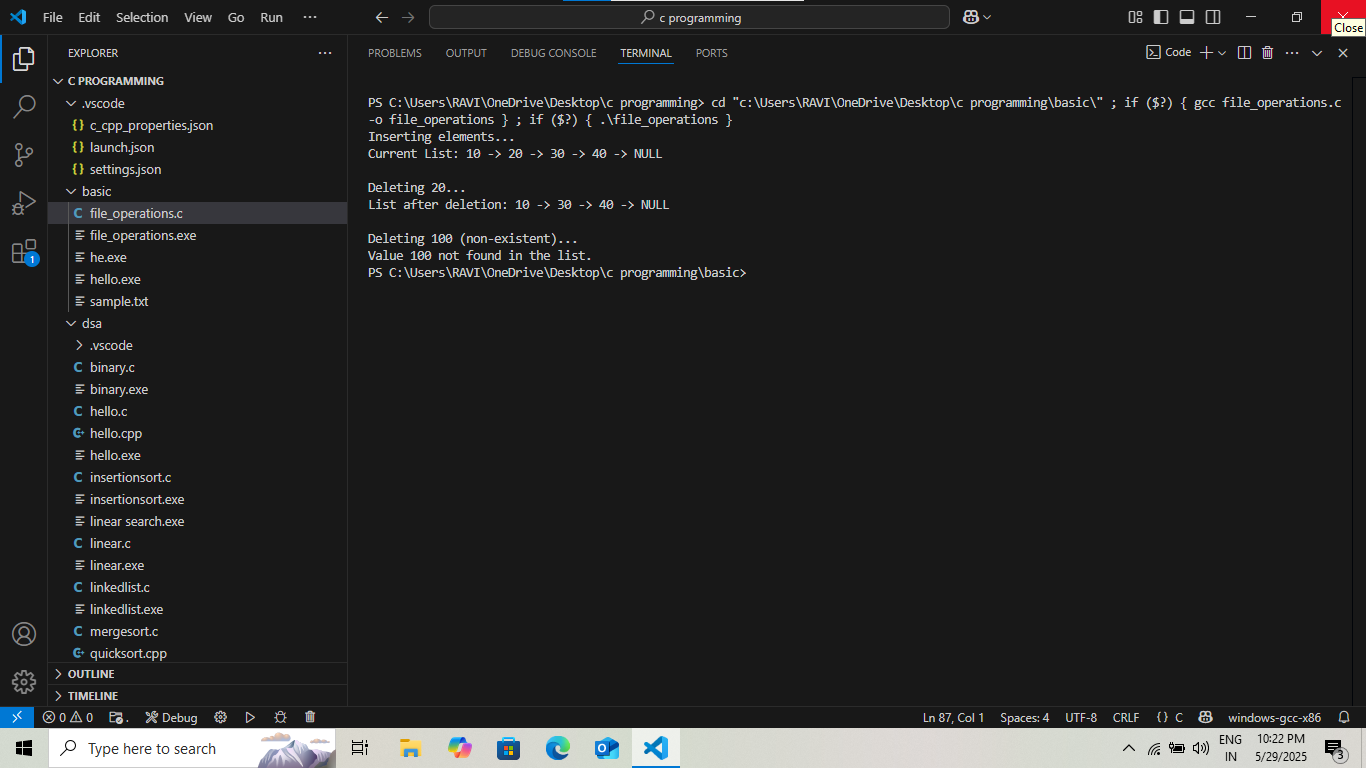 File Edit Selection View Go Run ··· c programming
Close
EXPLORER ···
C PROGRAMMING
.vscode
{} c_cpp_properties.json
{} launch.json
{} settings.json
basic
C file_operations.c
file_operations.exe
he.exe
hello.exe
sample.txt
dsa
.vscode
C binary.c
binary.exe
C hello.c
C+ hello.cpp
hello.exe
C insertionsort.c
insertionsort.exe
linear search.exe
C linear.c
linear.exe
C linkedlist.c
linkedlist.exe
C mergesort.c
C+ quicksort.cpp
OUTLINE
TIMELINE
1
PROBLEMS OUTPUT DEBUG CONSOLE TERMINAL PORTS Code
PS C:\Users\RAVI\OneDrive\Desktop\c programming> cd "c:\Users\RAVI\OneDrive\Desktop\c programming\basic\" ; if ($?) { gcc file_operations.c
-o file_operations } ; if ($?) { .\file_operations }
Inserting elements...
Current List: 10 -> 20 -> 30 -> 40 -> NULL
Deleting 20...
List after deletion: 10 -> 30 -> 40 -> NULL
Deleting 100 (non-existent)...
Value 100 not found in the list.
PS C:\Users\RAVI\OneDrive\Desktop\c programming\basic>
0 0 . Debug Ln 87, Col 1 Spaces: 4 UTF-8 CRLF {} C windows-gcc-x86
Type here to search
ENG
IN
10:22 PM
5/29/2025
3